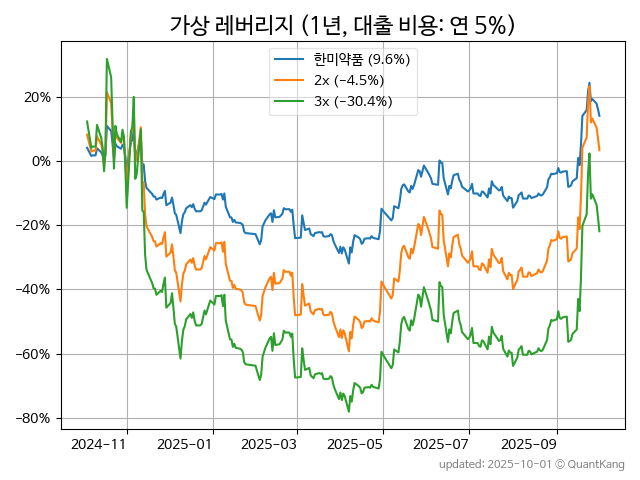 가상 레버리지 (1년, 대출 비용: 연 5%)
한미약품 (9.6%)
2x (−4.5%)
3x (−30.4%)
20%
0%
−20%
−40%
−60%
−80%
2024-11
2025-01
2025-03
2025-05
2025-07
2025-09
updated: 2025-10-01 © QuantKang